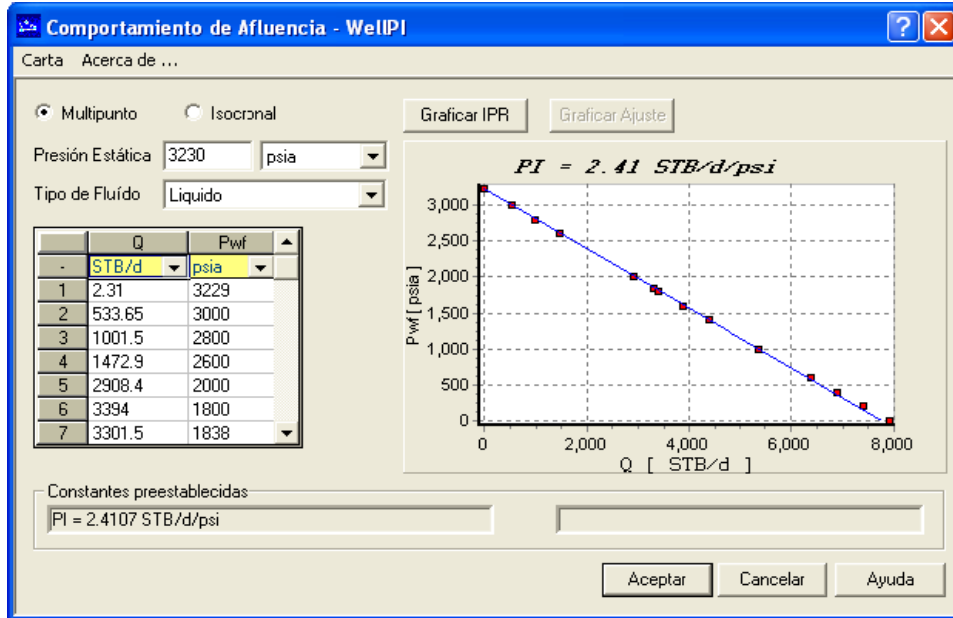 Comportamiento de Afluencia - WellPI
Carta Acerca de ...
Multipunto Isocronal
Graficar IPR Graficar Ajuste
Presión Estática 3230 psia
Tipo de Fluído Liquido
Q Pwf
- STB/d psia
1 2.31 3229
2 533.65 3000
3 1001.5 2800
4 1472.9 2600
5 2908.4 2000
6 3394 1800
7 3301.5 1838
PI = 2.41 STB/d/psi
Pwf [ psia ]
3,000
2,500
2,000
1,500
1,000
500
0
0 2,000 4,000 6,000 8,000
Q [ STB/d ]
Constantes preestablecidas
PI = 2.4107 STB/d/psi
Aceptar Cancelar Ayuda